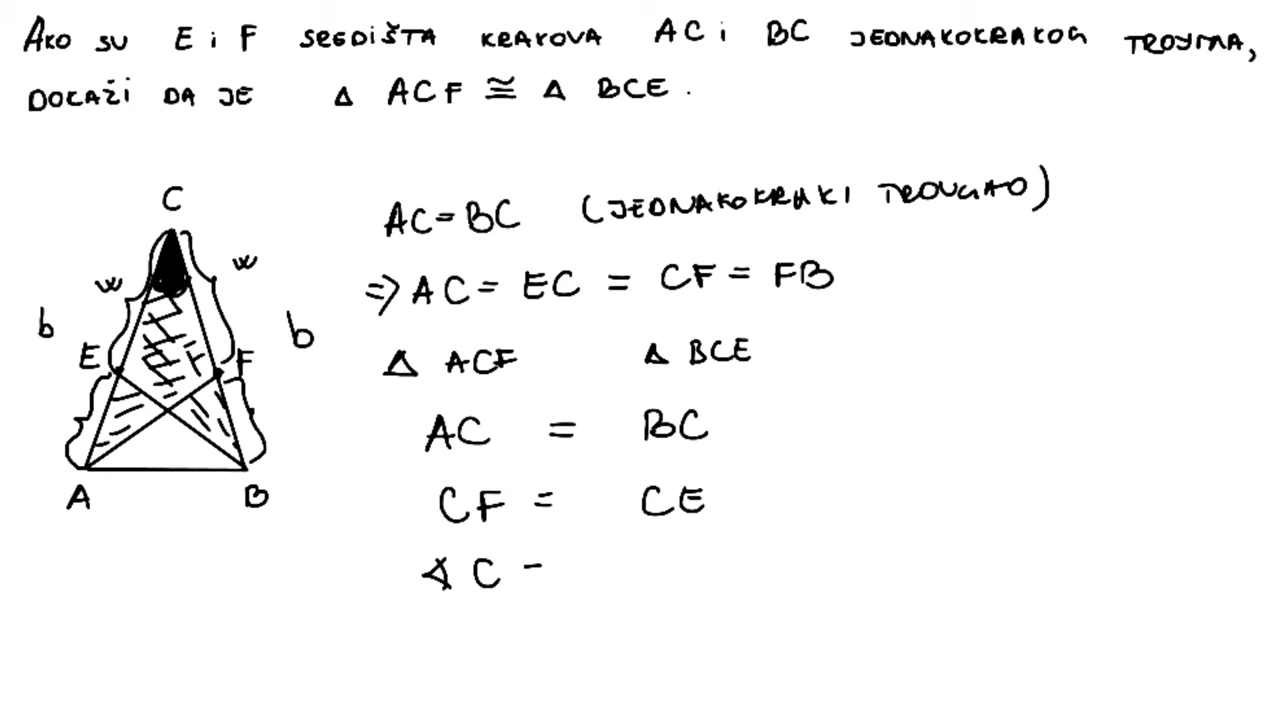 AKO SU E I F SREDIŠTA KRAKOVA AC I BC JEDNAKOKRAKOG TROUGLA,
DOKAŽI DA JE Δ ACF ≅ Δ BCE.
C
AC = BC (JEDNAKOKRAKI TROUGAO)
w w
⇒ AC = EC = CF = FB
b b
E F
Δ ACF Δ BCE
AC = BC
A B
CF = CE
∢ C -